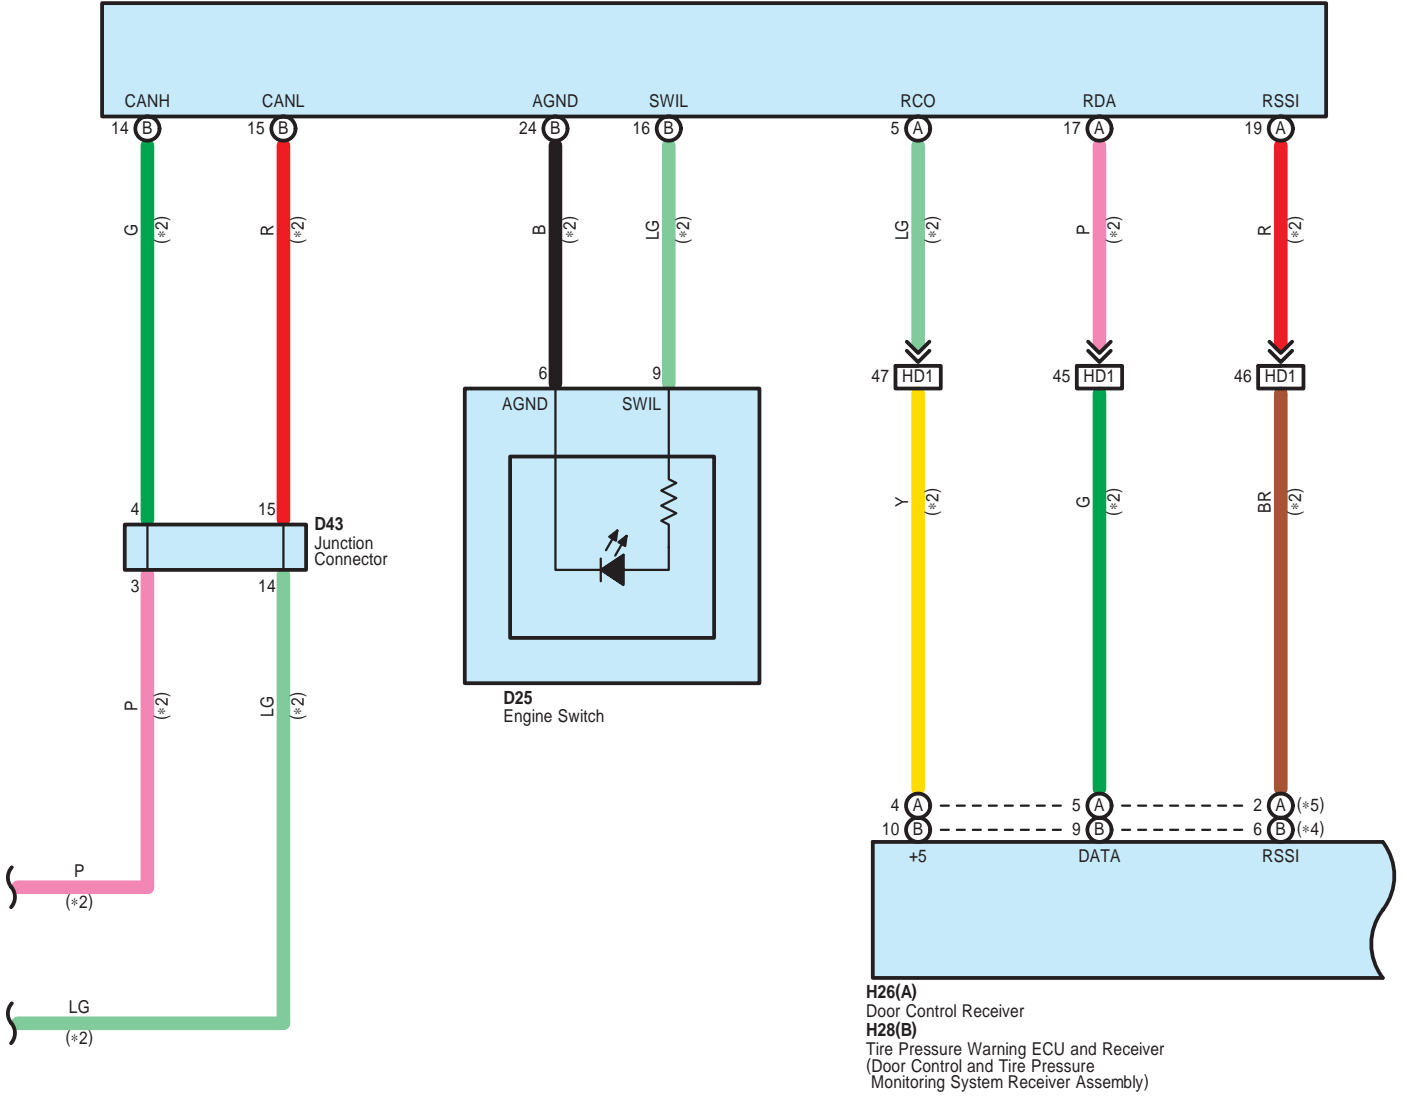 CANH CANL AGND SWIL RCO RDA RSSI
14 B 15 B 24 B 16 B 5 A 17 A 19 A
G (*2) R (*2) B (*2) LG (*2) LG (*2) P (*2) R (*2)
6 9
47 HD1 45 HD1 46 HD1
AGND SWIL
Y (*2) G (*2) BR (*2)
4 15
D43
Junction
Connector
3 14
P (*2) LG (*2)
D25
Engine Switch
4 A 5 A 2 A (*5)
10 B 9 B 6 B (*4)
+5 DATA RSSI
P
(*2)
LG
(*2)
H26(A)
Door Control Receiver
H28(B)
Tire Pressure Warning ECU and Receiver
(Door Control and Tire Pressure
Monitoring System Receiver Assembly)